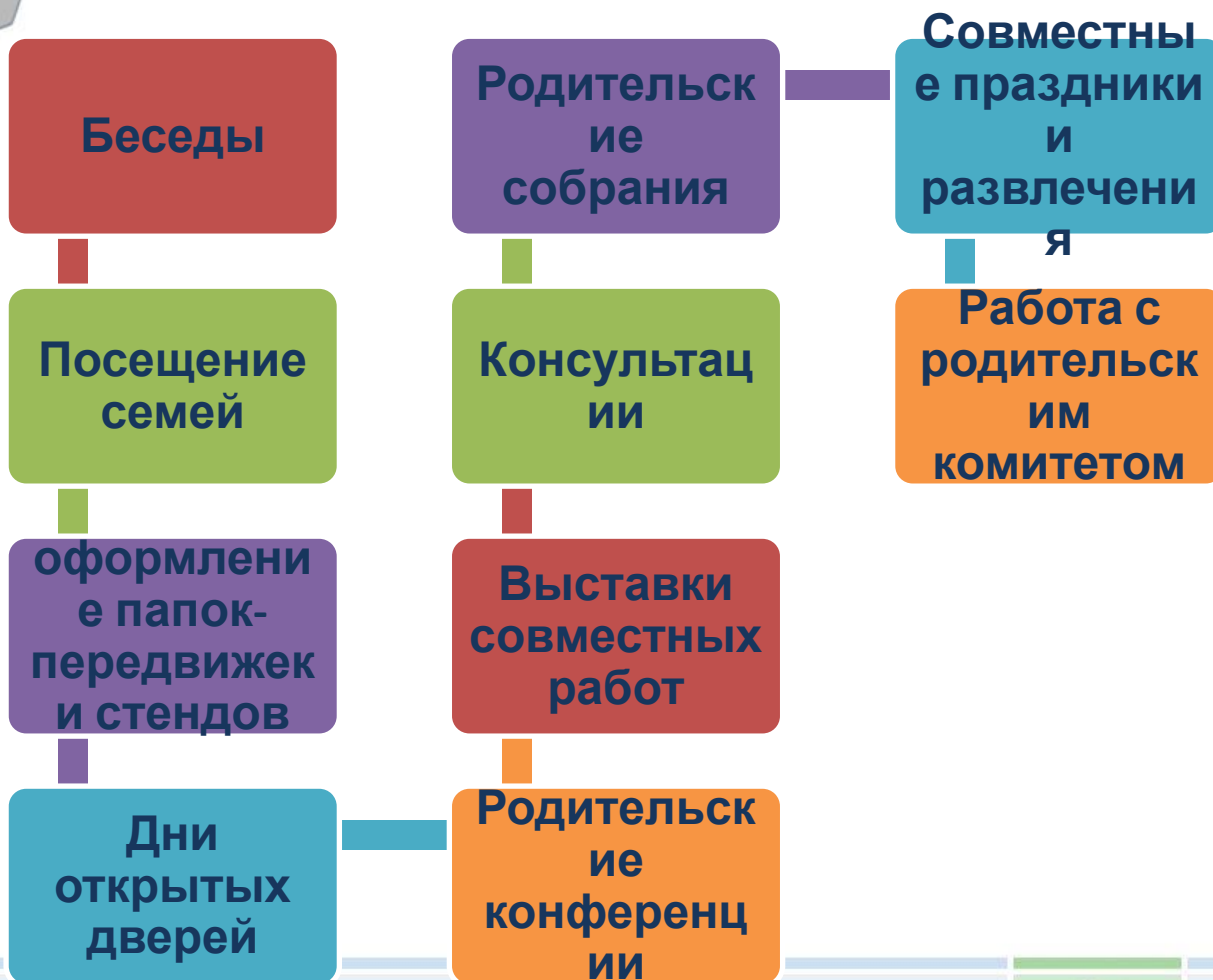 Беседы
Посещение
семей
оформлени
е папок-
передвижек
и стендов
Дни
открытых
дверей
Родительск
ие
конференц
ии
Выставки
совместных
работ
Консультац
ии
Родительск
ие
собрания
Совместны
е праздники
и
развлечени
я
Работа с
родительск
им
комитетом